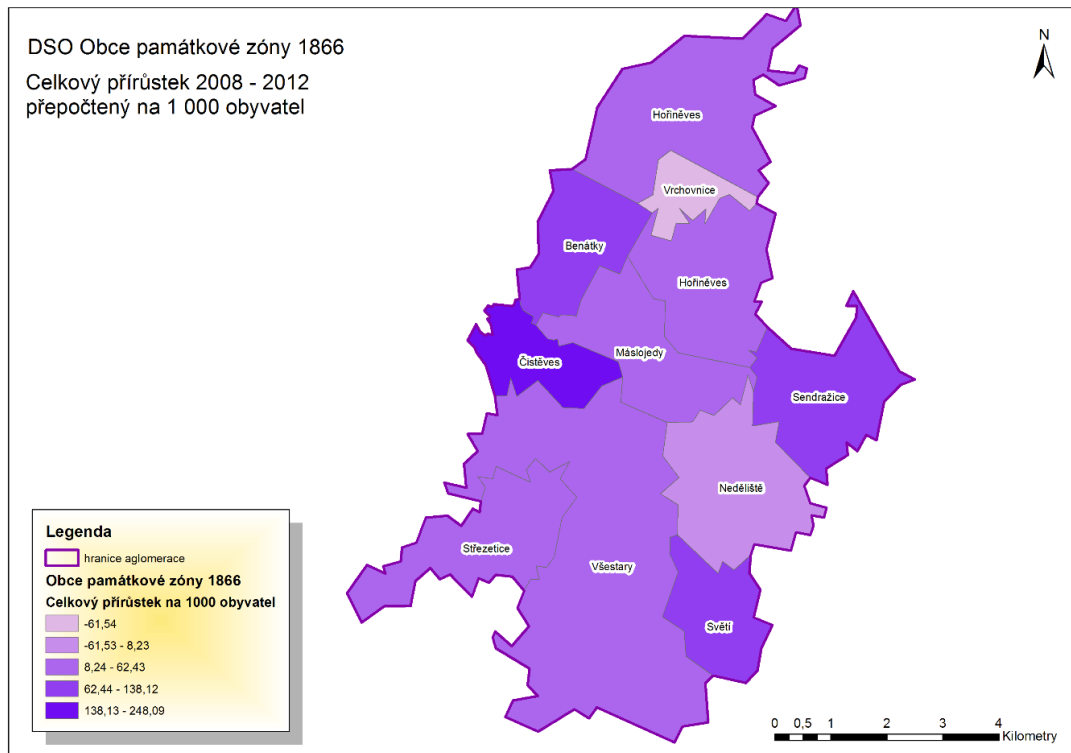 DSO Obce památkové zóny 1866
Celkový přírůstek 2008 - 2012
přepočtený na 1 000 obyvatel
N
Hořiněves
Vrchovnice
Benátky
Hořiněves
Máslojedy
Čistěves
Sendražice
Neděliště
Střezetice
Všestary
Světí
Legenda
hranice aglomerace
Obce památkové zóny 1866
Celkový přírůstek na 1000 obyvatel
-61,54
-61,53 - 8,23
8,24 - 62,43
62,44 - 138,12
138,13 - 248,09
0 0,5 1 2 3 4
Kilometry